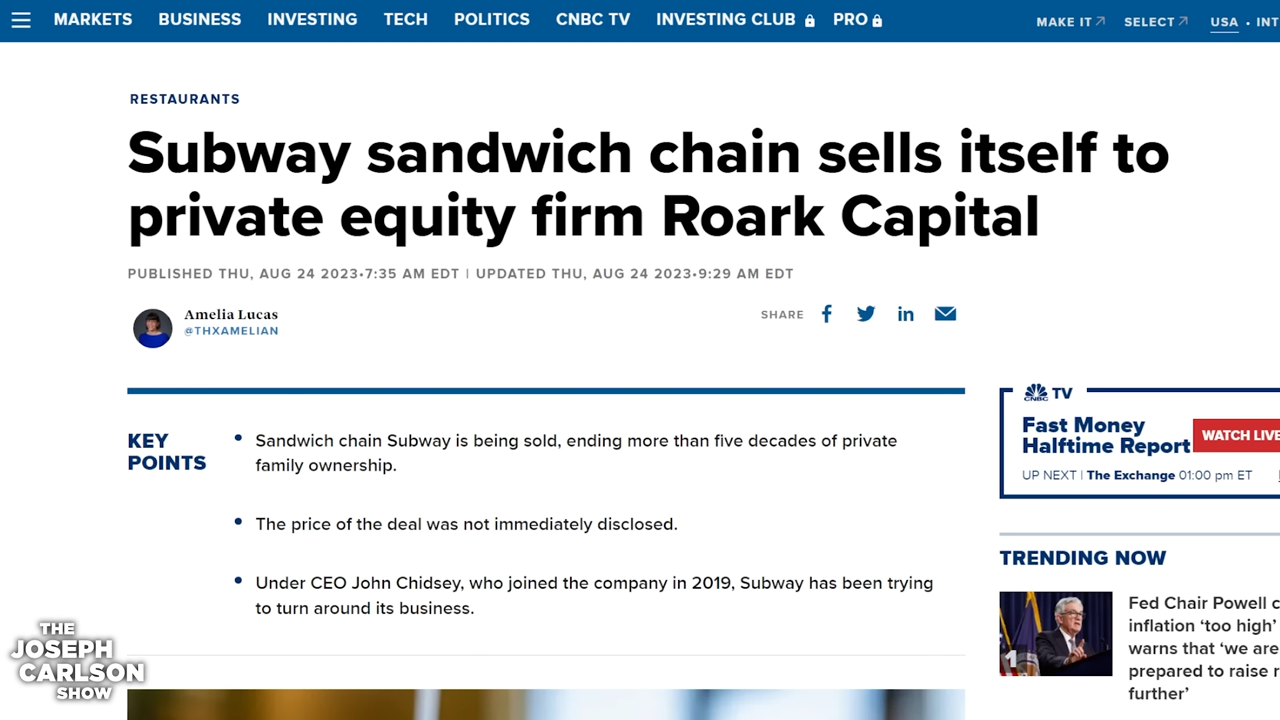 MARKETS BUSINESS INVESTING TECH POLITICS CNBC TV INVESTING CLUB PRO MAKE IT SELECT USA • INT
RESTAURANTS
Subway sandwich chain sells itself to
private equity firm Roark Capital
PUBLISHED THU, AUG 24 2023•7:35 AM EDT | UPDATED THU, AUG 24 2023•9:29 AM EDT
Amelia Lucas
@THXAMELIAN
SHARE
KEY
POINTS
Sandwich chain Subway is being sold, ending more than five decades of private
family ownership.
The price of the deal was not immediately disclosed.
Under CEO John Chidsey, who joined the company in 2019, Subway has been trying
to turn around its business.
CNBC TV
Fast Money
Halftime Report
WATCH LIVE
UP NEXT | The Exchange 01:00 pm ET
TRENDING NOW
1
Fed Chair Powell c
inflation ‘too high’
warns that ‘we are
prepared to raise r
further’
THE
JOSEPH
CARLSON
SHOW